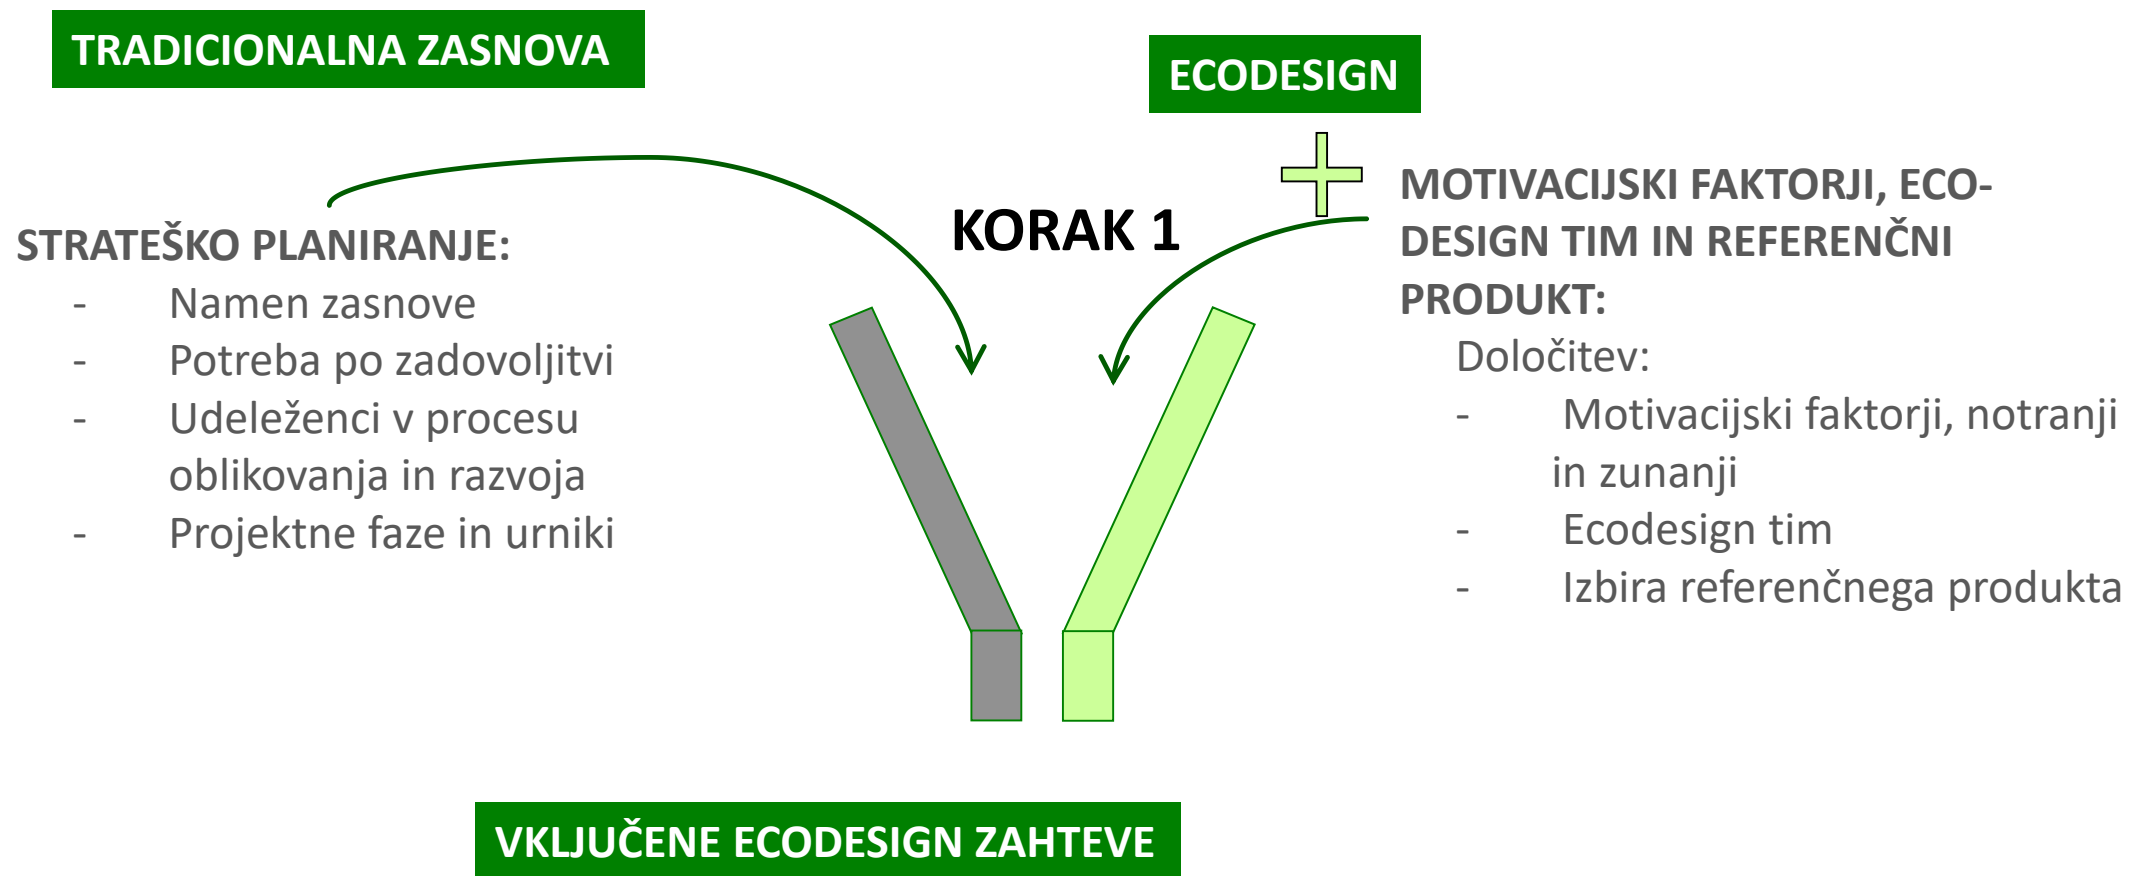 TRADICIONALNA ZASNOVA
ECODESIGN
KORAK 1
STRATEŠKO PLANIRANJE:
- Namen zasnove
- Potreba po zadovoljitvi
- Udeleženci v procesu
oblikovanja in razvoja
- Projektne faze in urniki
MOTIVACIJSKI FAKTORJI, ECO-
DESIGN TIM IN REFERENČNI
PRODUKT:
Določitev:
- Motivacijski faktorji, notranji
in zunanji
- Ecodesign tim
- Izbira referenčnega produkta
VKLJUČENE ECODESIGN ZAHTEVE